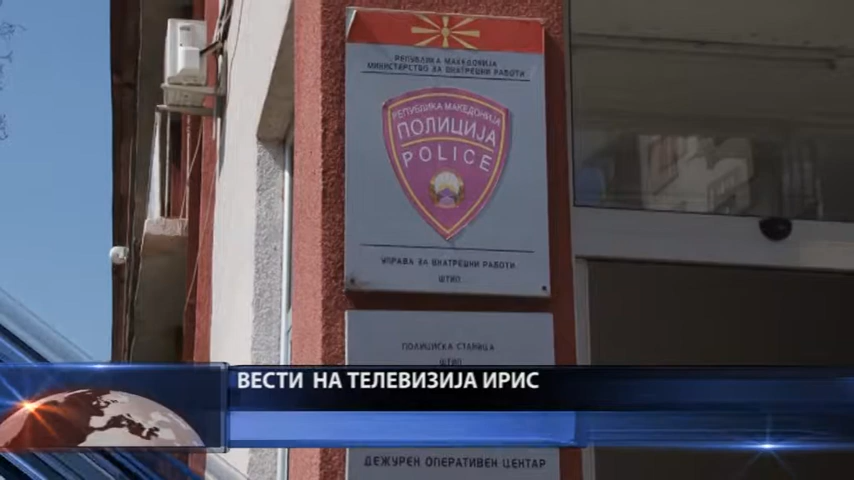 РЕПУБЛИКА МАКЕДОНИЈА
МИНИСТЕРСТВО ЗА ВНАТРЕШНИ РАБОТИ
РЕПУБЛИКА МАКЕДОНИЈА
ПОЛИЦИЈА
POLICE
УПРАВА ЗА ВНАТРЕШНИ РАБОТИ
ШТИП
ПОЛИЦИСКА СТАНИЦА
ШТИП
ВЕСТИ НА ТЕЛЕВИЗИЈА ИРИС
ДЕЖУРЕН ОПЕРАТИВЕН ЦЕНТАР